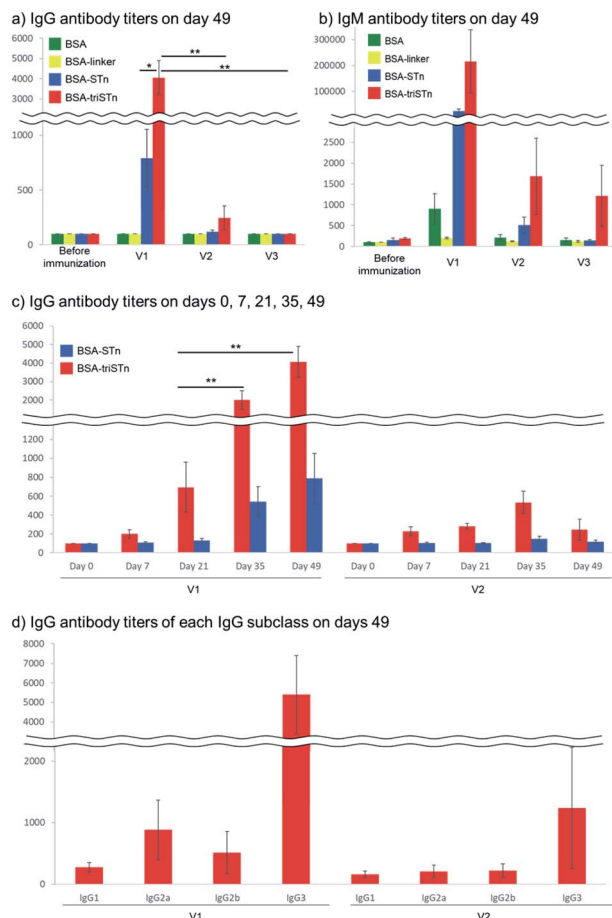 a) IgG antibody titers on day 49
6000
5000
4000
3000
1000
500
0
BSA
BSA-linker
BSA-STn
BSA-triSTn
*
**
**
Before
immunization
V1
V2
V3
b) IgM antibody titers on day 49
300000
200000
100000
2500
2000
1500
1000
500
0
BSA
BSA-linker
BSA-STn
BSA-triSTn
Before
immunization
V1
V2
V3
c) IgG antibody titers on days 0, 7, 21, 35, 49
6000
5000
4000
3000
2000
1200
1000
800
600
400
200
0
BSA-STn
BSA-triSTn
**
**
Day 0
Day 7
Day 21
Day 35
Day 49
Day 0
Day 7
Day 21
Day 35
Day 49
V1
V2
d) IgG antibody titers of each IgG subclass on days 49
8000
7000
6000
5000
4000
2000
1000
0
IgG1
IgG2a
IgG2b
IgG3
IgG1
IgG2a
IgG2b
IgG3
V1
V2